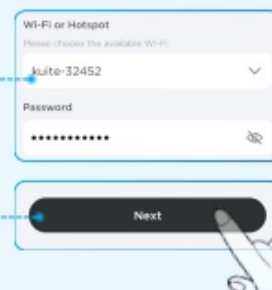 Wi-Fi or Hotspot
Please choose the available Wi-Fi
kuite-32452
Password
•••••••••••
Next